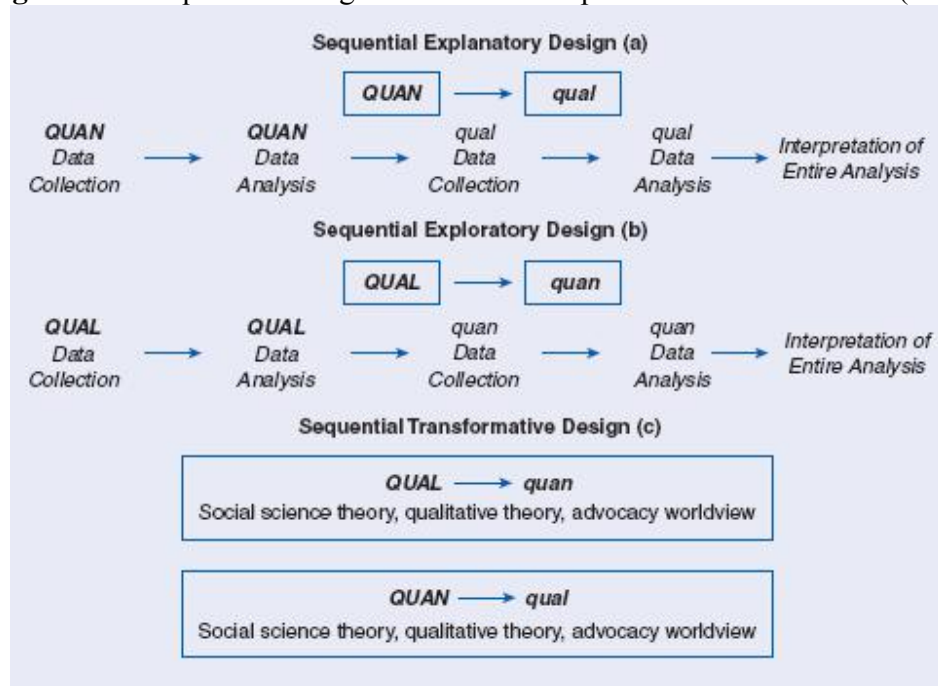 Sequential Explanatory Design (a)
QUAN qual
QUAN QUAN qual qual
Data Data Data Data Interpretation of
Collection Analysis Collection Analysis Entire Analysis
Sequential Exploratory Design (b)
QUAL quan
QUAL QUAL quan quan
Data Data Data Data Interpretation of
Collection Analysis Collection Analysis Entire Analysis
Sequential Transformative Design (c)
QUAL quan
Social science theory, qualitative theory, advocacy worldview
QUAN qual
Social science theory, qualitative theory, advocacy worldview